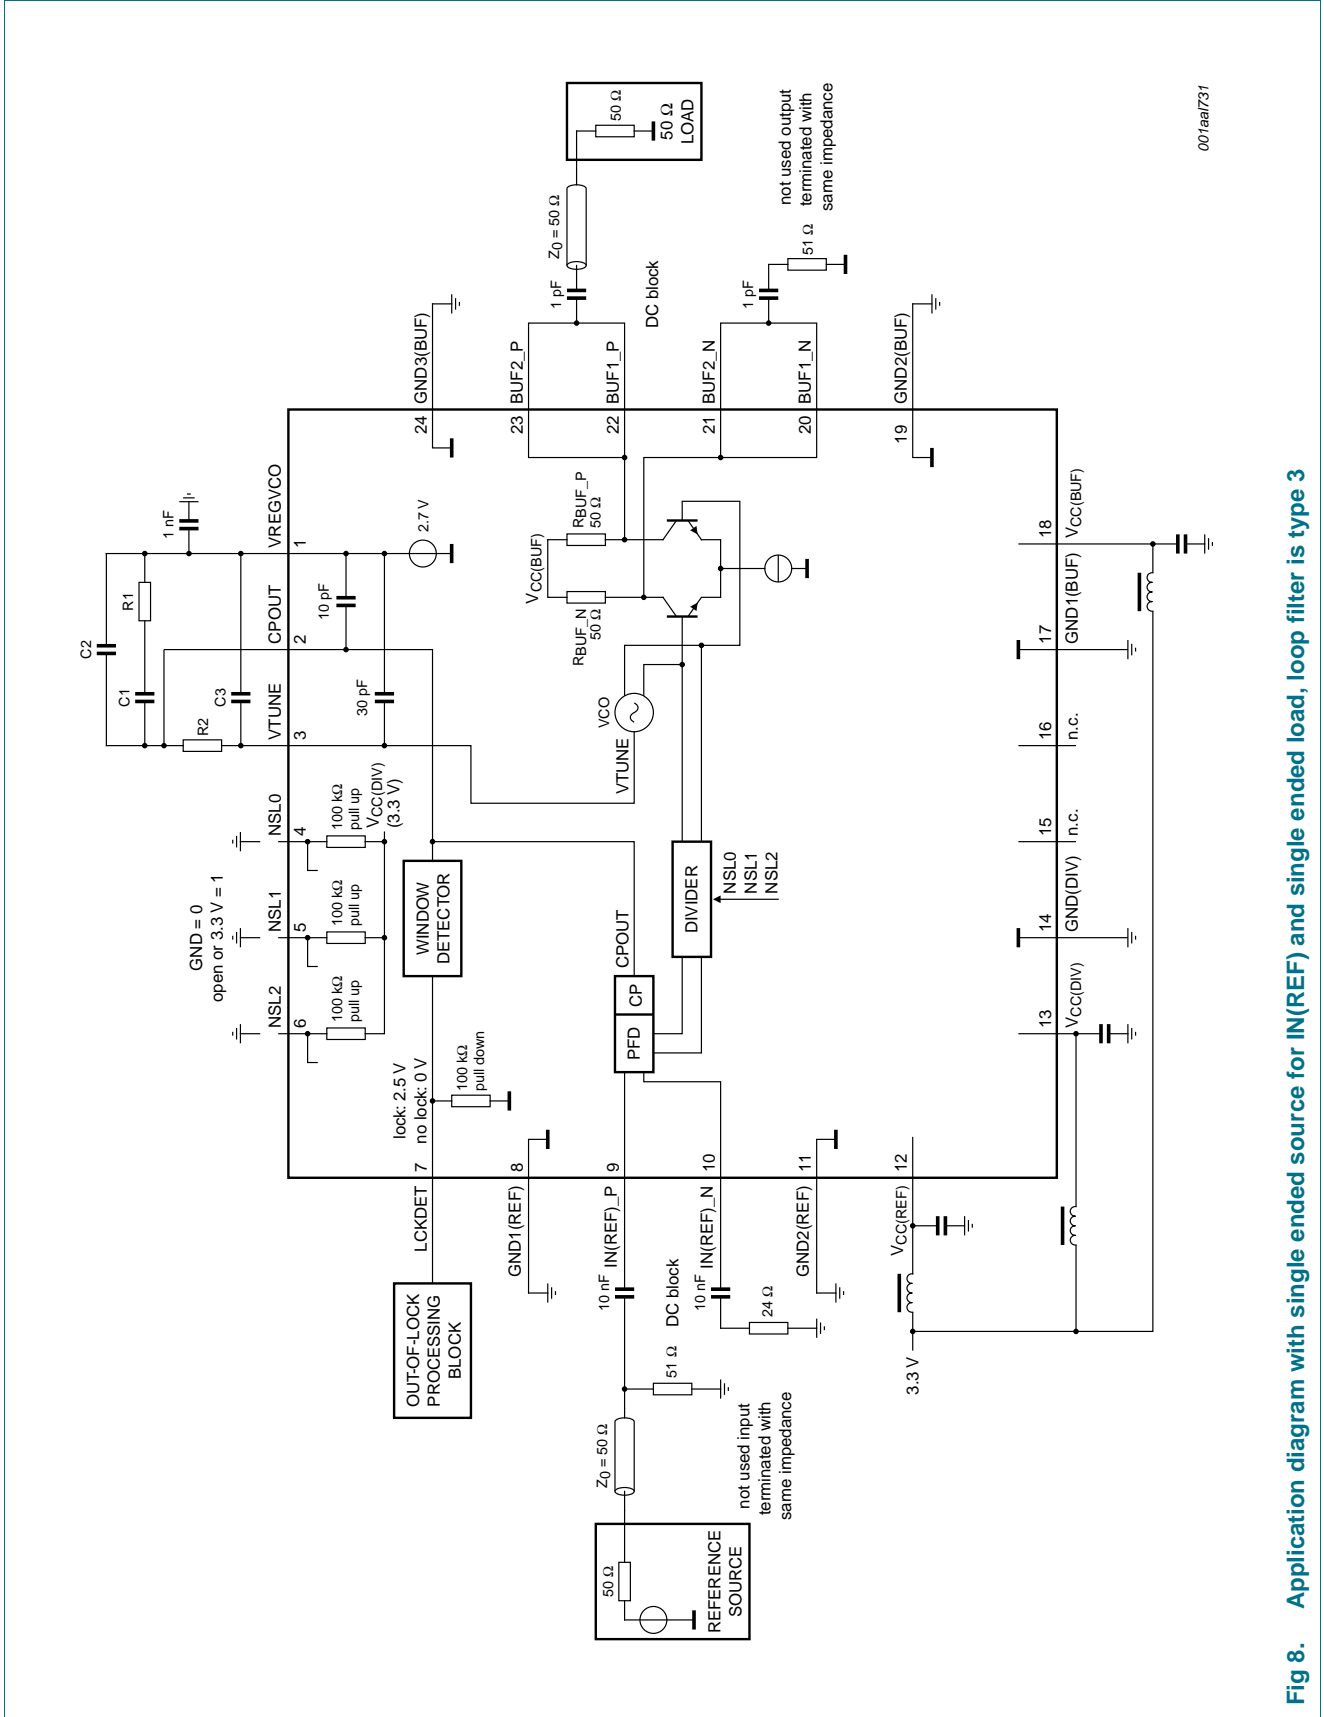 OUT-OF-LOCK
PROCESSING
BLOCK
LCKDET
7
lock: 2.5 V
no lock: 0 V
100 kΩ
pull down
WINDOW
DETECTOR
GND = 0
open or 3.3 V = 1
NSL2
6
100 kΩ
pull up
NSL1
5
100 kΩ
pull up
NSL0
4
100 kΩ
pull up
VCC(DIV)
(3.3 V)
VTUNE
3
CPOUT
2
VREGVCO
1
C2
C1
R1
R2
C3
1 nF
30 pF
10 pF
2.7 V
GND3(BUF)
24
BUF2_P
23
BUF1_P
22
BUF2_N
21
BUF1_N
20
GND2(BUF)
19
1 pF
Z0 = 50 Ω
50 Ω
50 Ω
LOAD
DC block
1 pF
51 Ω
not used output
terminated with
same impedance
VCC(BUF)
RBUF_N
50 Ω
RBUF_P
50 Ω
VCO
VTUNE
CPOUT
PFD
CP
DIVIDER
NSL0
NSL1
NSL2
GND1(REF)
8
IN(REF)_P
9
IN(REF)_N
10
GND2(REF)
11
VCC(REF)
12
10 nF
DC block
10 nF
24 Ω
51 Ω
Z0 = 50 Ω
not used input
terminated with
same impedance
50 Ω
REFERENCE
SOURCE
3.3 V
13
VCC(DIV)
14
GND(DIV)
15
n.c.
16
n.c.
17
GND1(BUF)
18
VCC(BUF)
001aal731
Fig 8. Application diagram with single ended source for IN(REF) and single ended load, loop filter is type 3